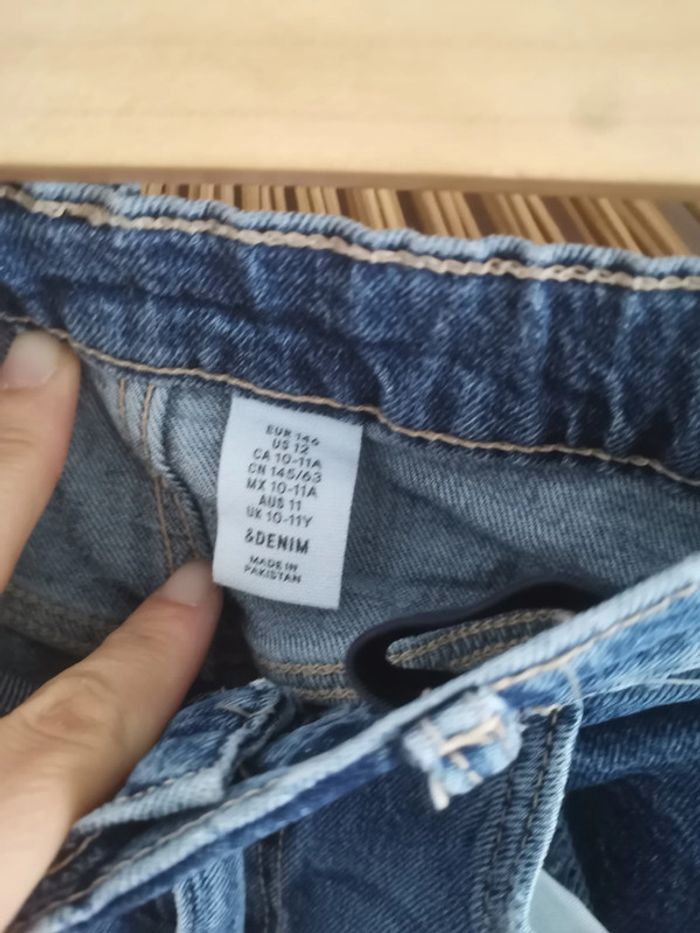 EUR 146
US 12
CA 10-11A
CN 145/63
MX 10-11A
AUS 11
UK 10-11Y
&DENIM
MADE IN
PAKISTAN